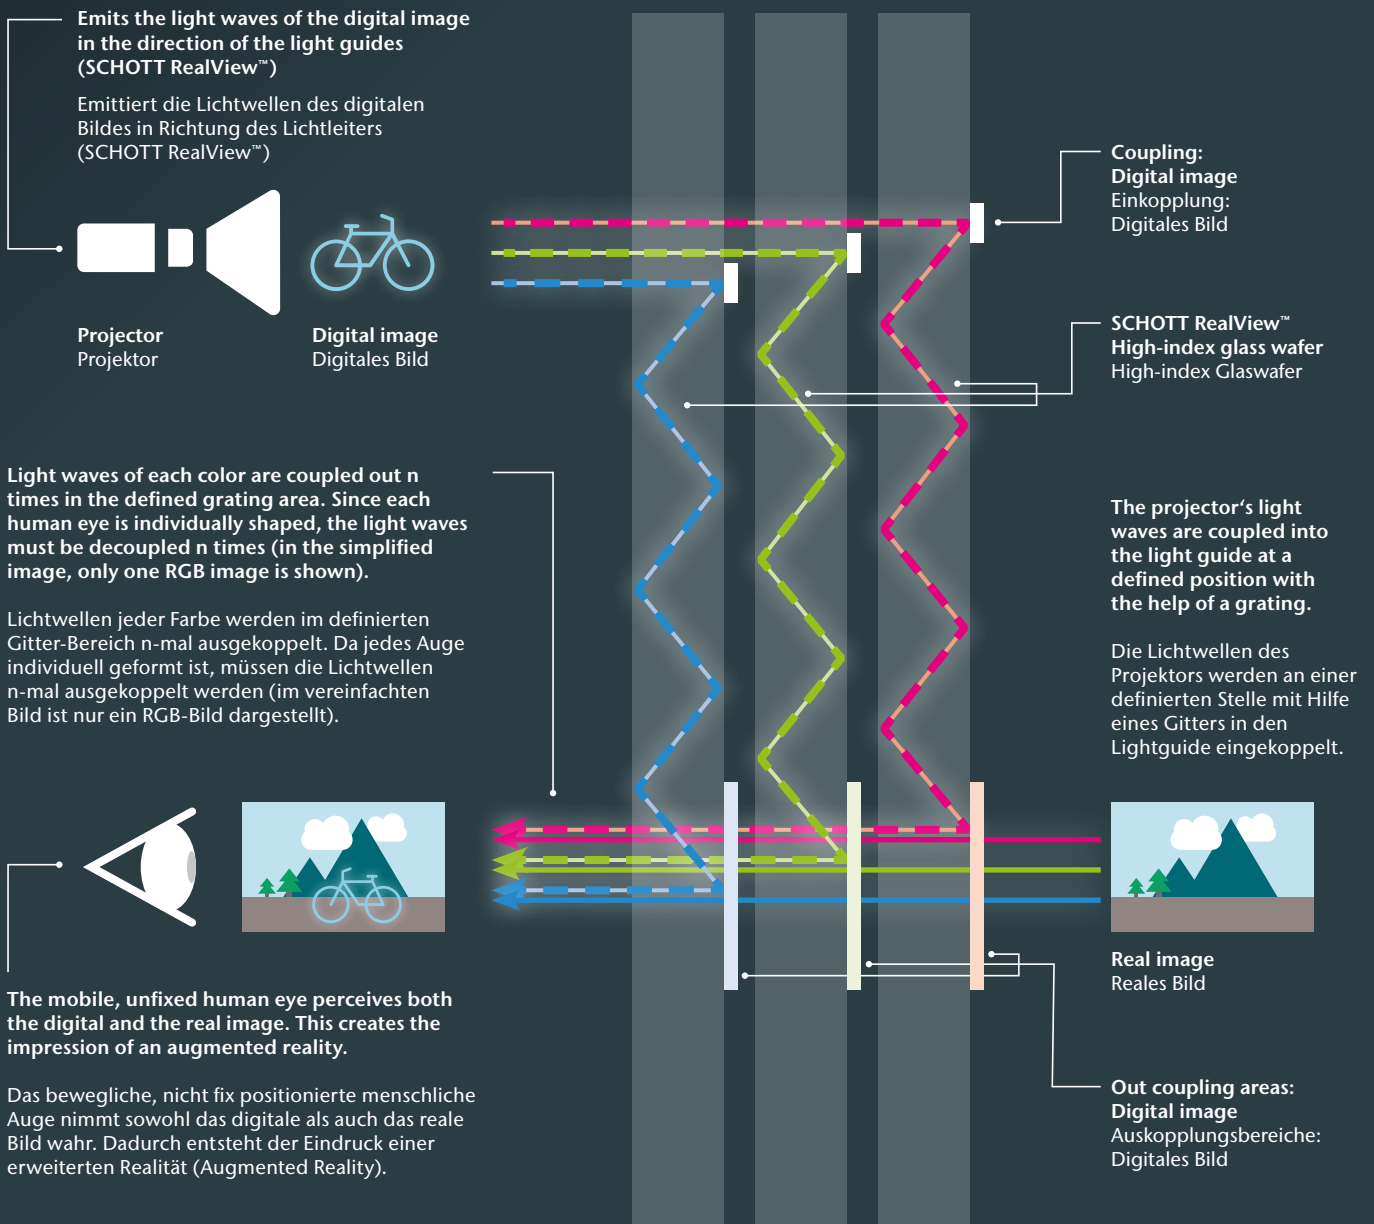 Emits the light waves of the digital image
in the direction of the light guides
(SCHOTT RealView™)
Emittiert die Lichtwellen des digitalen
Bildes in Richtung des Lichtleiters
(SCHOTT RealView™)
Projector
Projektor
Digital image
Digitales Bild
Coupling:
Digital image
Einkopplung:
Digitales Bild
SCHOTT RealView™
High-index glass wafer
High-index Glaswafer
Light waves of each color are coupled out n
times in the defined grating area. Since each
human eye is individually shaped, the light waves
must be decoupled n times (in the simplified
image, only one RGB image is shown).
Lichtwellen jeder Farbe werden im definierten
Gitter-Bereich n-mal ausgekoppelt. Da jedes Auge
individuell geformt ist, müssen die Lichtwellen
n-mal ausgekoppelt werden (im vereinfachten
Bild ist nur ein RGB-Bild dargestellt).
The projector‘s light
waves are coupled into
the light guide at a
defined position with
the help of a grating.
Die Lichtwellen des
Projektors werden an einer
definierten Stelle mit Hilfe
eines Gitters in den
Lightguide eingekoppelt.
Real image
Reales Bild
The mobile, unfixed human eye perceives both
the digital and the real image. This creates the
impression of an augmented reality.
Das bewegliche, nicht fix positionierte menschliche
Auge nimmt sowohl das digitale als auch das reale
Bild wahr. Dadurch entsteht der Eindruck einer
erweiterten Realität (Augmented Reality).
Out coupling areas:
Digital image
Auskopplungsbereiche:
Digitales Bild